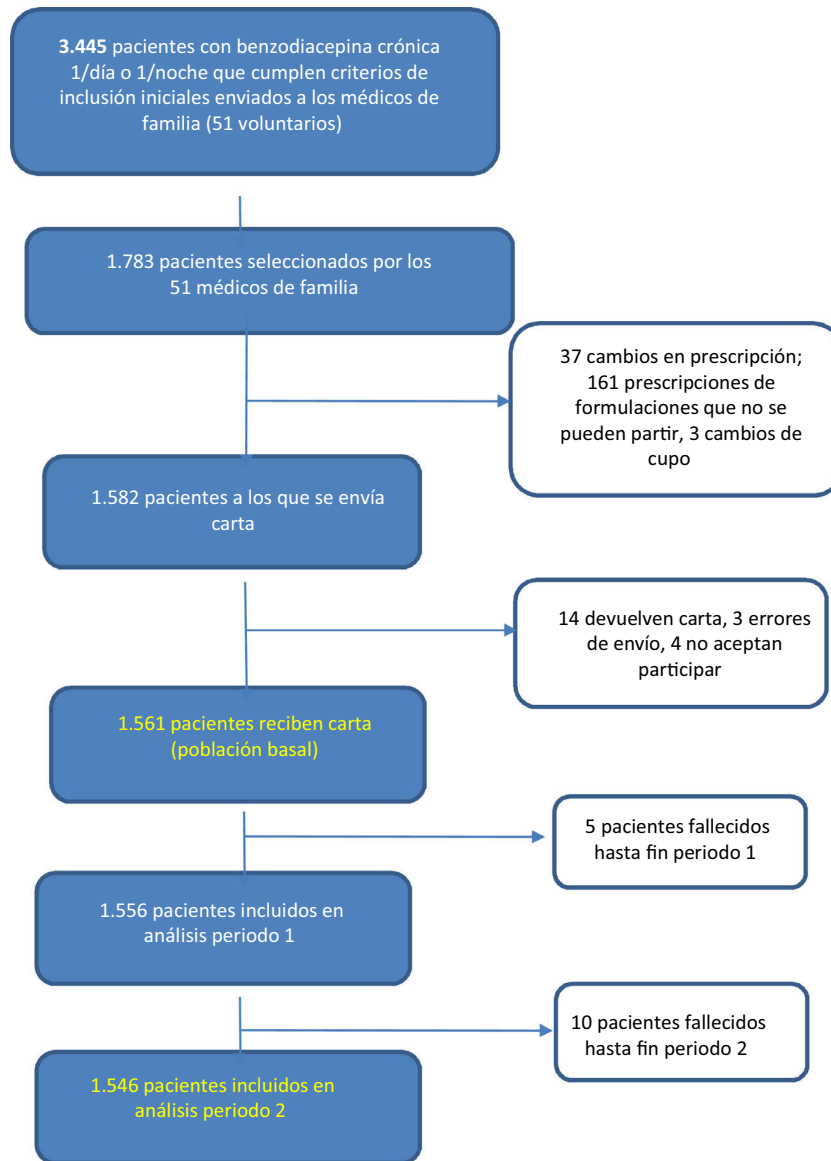 3.445 pacientes con benzodiacepina crónica
1/día o 1/noche que cumplen criterios de
inclusión iniciales enviados a los médicos de
familia (51 voluntarios)
1.783 pacientes seleccionados por los
51 médicos de familia
37 cambios en prescripción;
161 prescripciones de
formulaciones que no se
pueden partir, 3 cambios de
cupo
1.582 pacientes a los que se envía
carta
14 devuelven carta, 3 errores
de envío, 4 no aceptan
participar
1.561 pacientes reciben carta
(población basal)
5 pacientes fallecidos
hasta fin periodo 1
1.556 pacientes incluidos en
análisis periodo 1
10 pacientes fallecidos
hasta fin periodo 2
1.546 pacientes incluidos en
análisis periodo 2